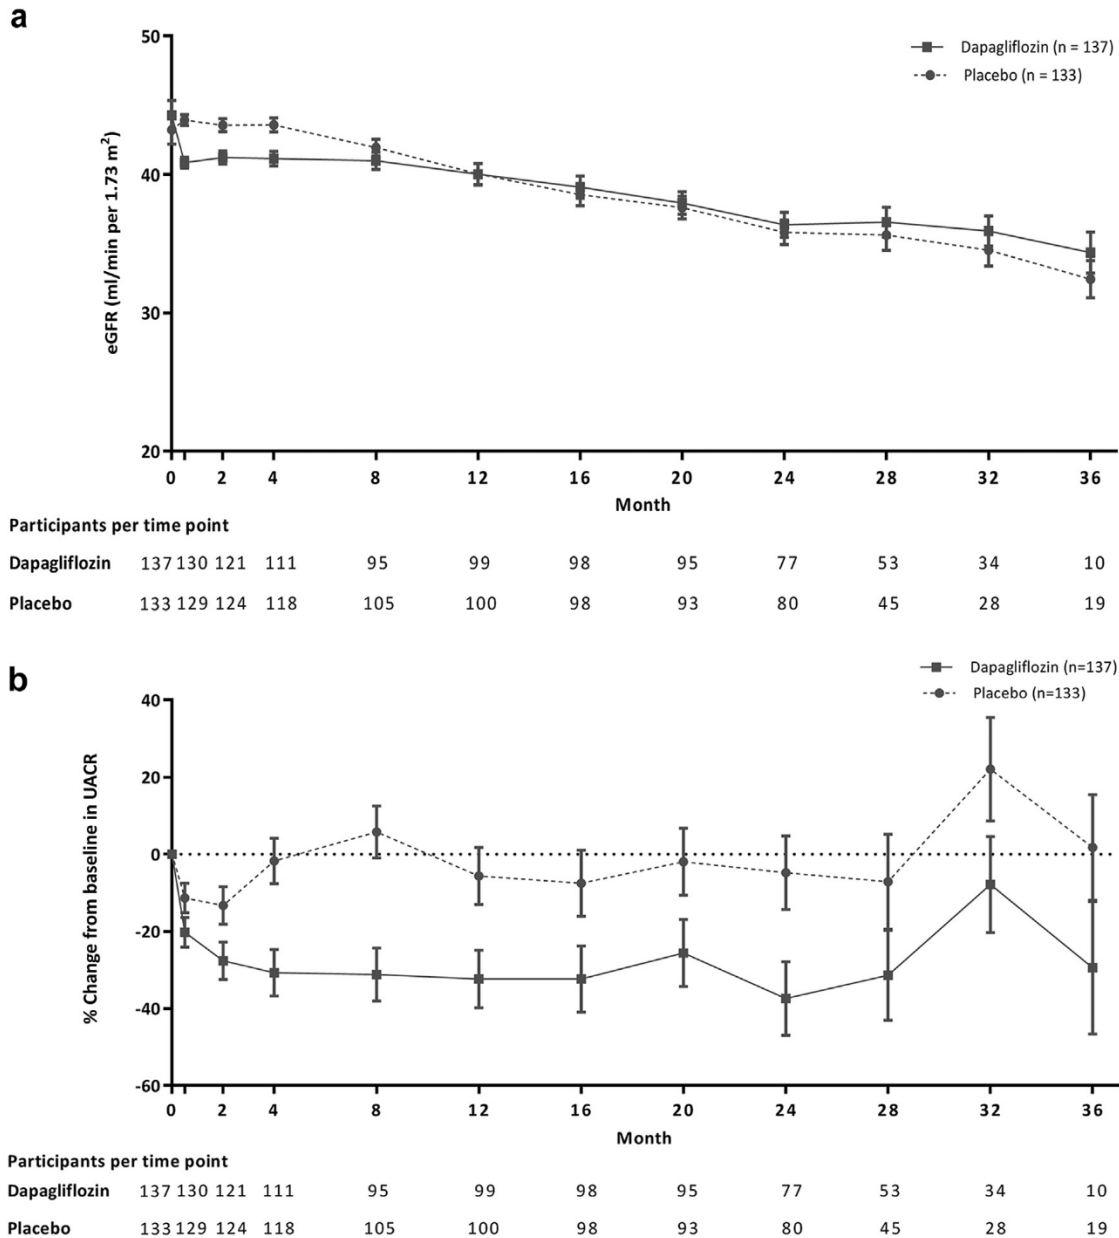 a
Dapagliflozin (n = 137)
Placebo (n = 133)
eGFR (ml/min per 1.73 m²)
50
40
30
20
0 2 4 8 12 16 20 24 28 32 36
Month
Participants per time point
Dapagliflozin 137 130 121 111 95 99 98 95 77 53 34 10
Placebo 133 129 124 118 105 100 98 93 80 45 28 19
b
Dapagliflozin (n=137)
Placebo (n=133)
% Change from baseline in UACR
40
20
0
-20
-40
-60
0 2 4 8 12 16 20 24 28 32 36
Month
Participants per time point
Dapagliflozin 137 130 121 111 95 99 98 95 77 53 34 10
Placebo 133 129 124 118 105 100 98 93 80 45 28 19